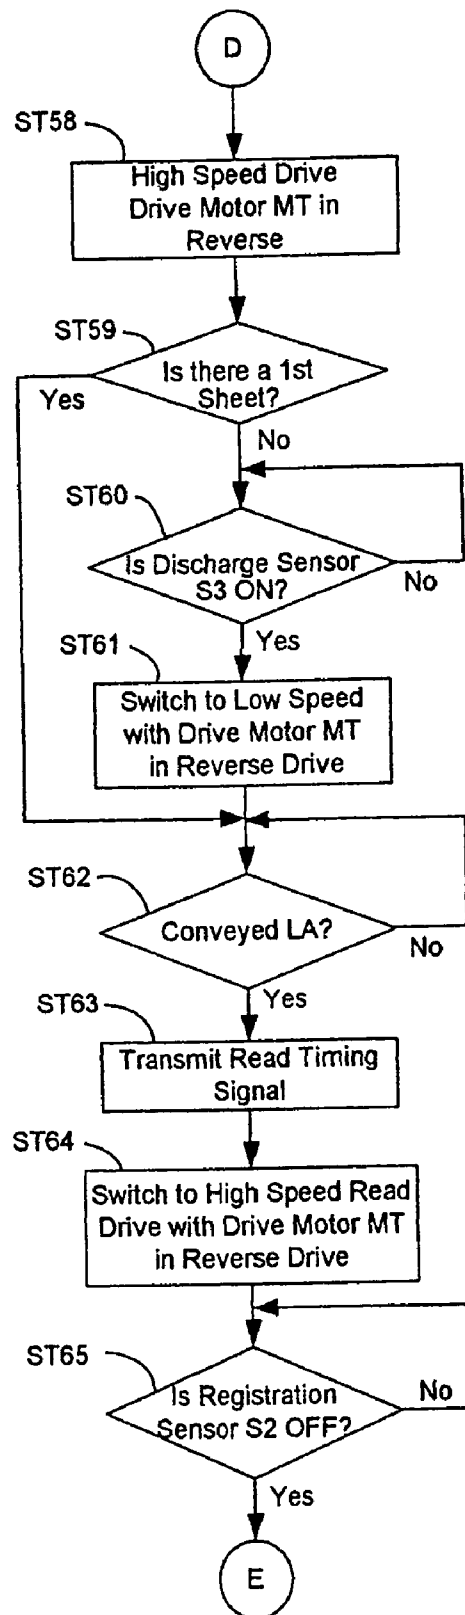 D
ST58
High Speed Drive
Drive Motor MT in
Reverse
ST59
Is there a 1st
Sheet?
Yes
No
ST60
Is Discharge Sensor
S3 ON?
No
Yes
ST61
Switch to Low Speed
with Drive Motor MT
in Reverse Drive
ST62
Conveyed LA?
No
Yes
ST63
Transmit Read Timing
Signal
ST64
Switch to High Speed Read
Drive with Drive Motor MT
in Reverse Drive
ST65
Is Registration
Sensor S2 OFF?
No
Yes
E